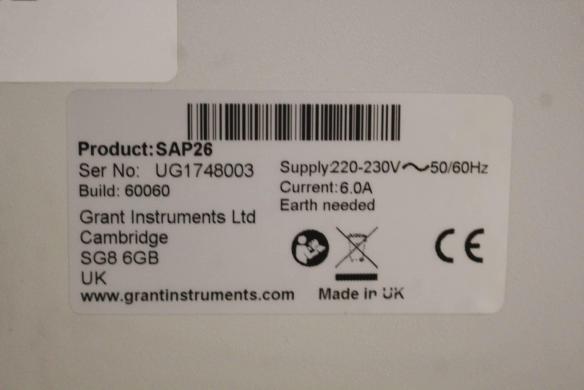 Product: SAP26
Ser No: UG1748003
Build: 60060
Supply:220-230V～50/60Hz
Current: 6.0A
Earth needed
Grant Instruments Ltd
Cambridge
SG8 6GB
UK
www.grantinstruments.com
Made in UK
CE